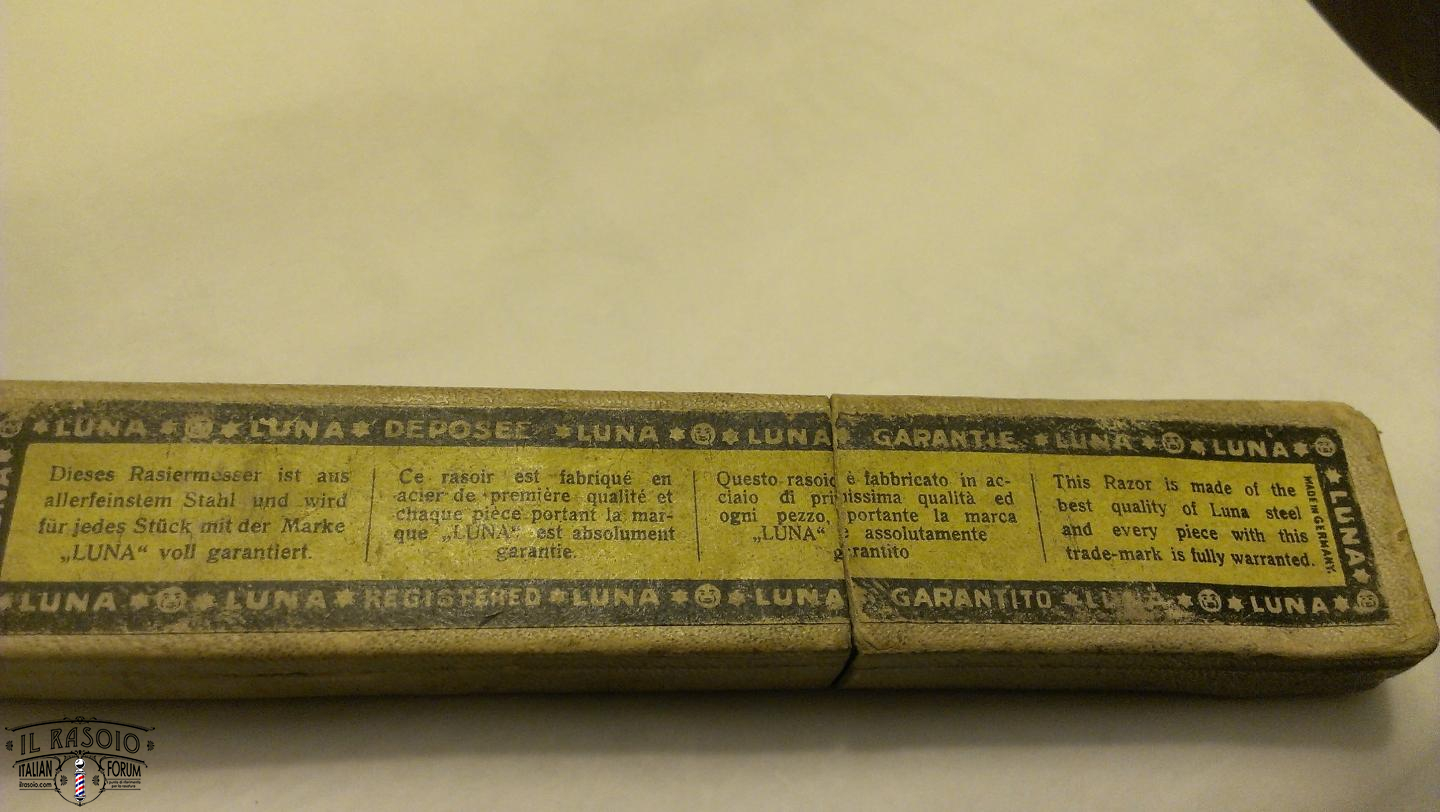 LUNA LUNA DEPOSEE LUNA LUNA GARANTIE LUNA LUNA
Dieses Rasiermesser ist aus
allerfeinstem Stahl und wird
für jedes Stück mit der Marke
„LUNA“ voll garantiert.
Ce rasoir est fabriqué en
acier de première qualité et
chaque pièce portant la mar-
que „LUNA“ est absolument
garantie.
Questo rasoio è fabbricato in ac-
ciaio di prinissima qualità ed
ogni pezzo, portante la marca
„LUNA“ è assolutamente
garantito
This Razor is made of the
best quality of Luna steel
and every piece with this
trade-mark is fully warranted.
MADE IN GERMANY.
LUNA
LUNA LUNA REGISTERED LUNA LUNA GARANTITO LUNA LUNA
IL RASOIO
ITALIAN FORUM
ilrasoio.com